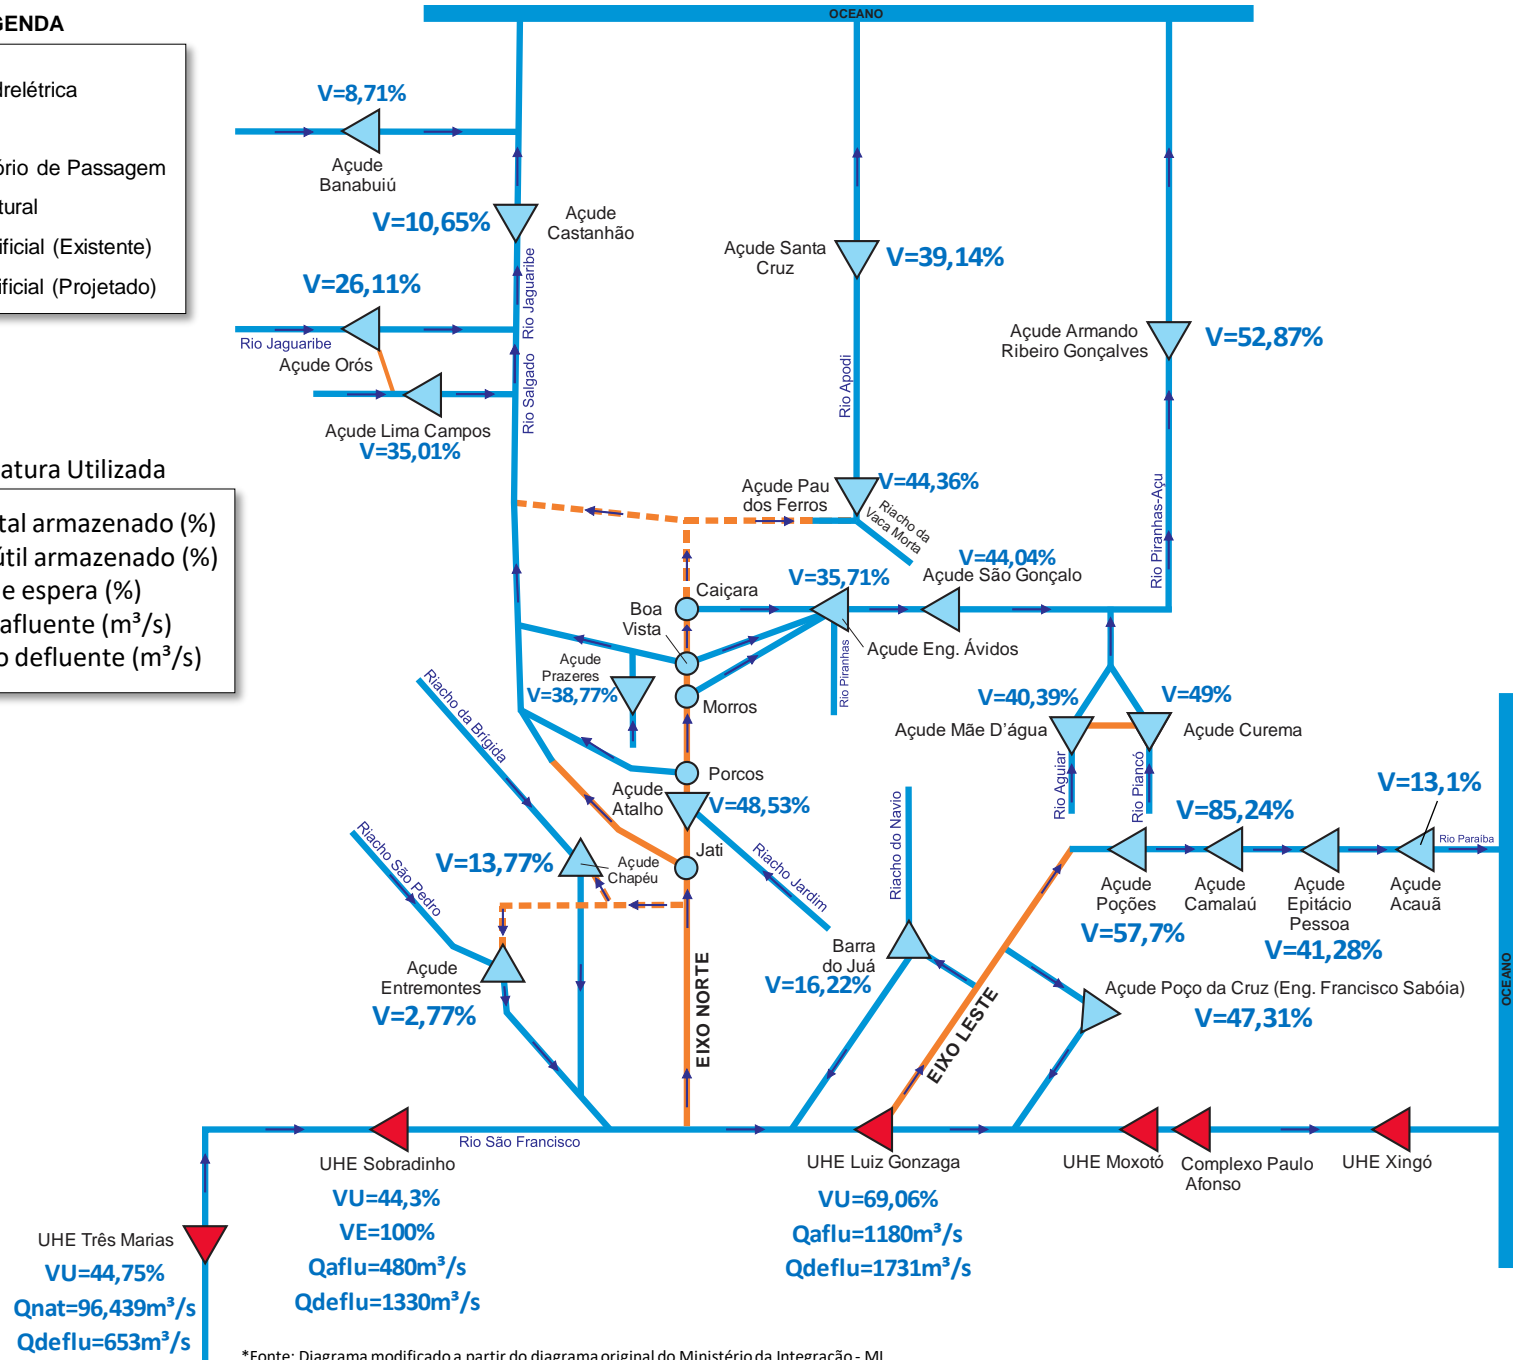 OCEANO
GENDA
drelétrica
ório de Passagem
tural
ificial (Existente)
ificial (Projetado)
V=8,71%
Açude
Banabuiú
V=10,65%
Açude
Castanhão
V=26,11%
Rio Jaguaribe
Açude Orós
Rio Jaguaribe
Rio Salgado
Açude Lima Campos
V=35,01%
Açude Santa
Cruz
V=39,14%
Rio Apodi
Açude Armando
Ribeiro Gonçalves
V=52,87%
Rio Piranhas-Açu
atura Utilizada
tal armazenado (%)
útil armazenado (%)
e espera (%)
afluente (m³/s)
o defluente (m³/s)
Açude Pau
dos Ferros
V=44,36%
Riacho da
Vaca Morta
V=44,04%
Açude São Gonçalo
V=35,71%
Caiçara
Boa
Vista
Açude Eng. Ávidos
Rio Piranhas
Açude
Prazeres
V=38,77%
Morros
Porcos
Riacho da Brígida
V=40,39%
Açude Mãe D'água
V=49%
Açude Curema
Rio Aguiar
Rio Piancó
Açude
Atalho
V=48,53%
Jati
Riacho Jardim
Riacho do Navio
V=13,77%
Açude
Chapéu
Riacho São Pedro
V=13,1%
V=85,24%
Rio Paraíba
Açude
Poções
V=57,7%
Açude
Camalaú
Açude
Epitácio
Pessoa
V=41,28%
Açude
Acauã
OCEANO
Açude
Entremontes
V=2,77%
EIXO NORTE
Barra
do Juá
V=16,22%
EIXO LESTE
Açude Poço da Cruz (Eng. Francisco Sabóia)
V=47,31%
Rio São Francisco
UHE Sobradinho
VU=44,3%
VE=100%
Qaflu=480m³/s
Qdeflu=1330m³/s
UHE Luiz Gonzaga
VU=69,06%
Qaflu=1180m³/s
Qdeflu=1731m³/s
UHE Moxotó
Complexo Paulo
Afonso
UHE Xingó
UHE Três Marias
VU=44,75%
Qnat=96,439m³/s
Qdeflu=653m³/s
*Fonte: Diagrama modificado a partir do diagrama original do Ministério da Integração - MI